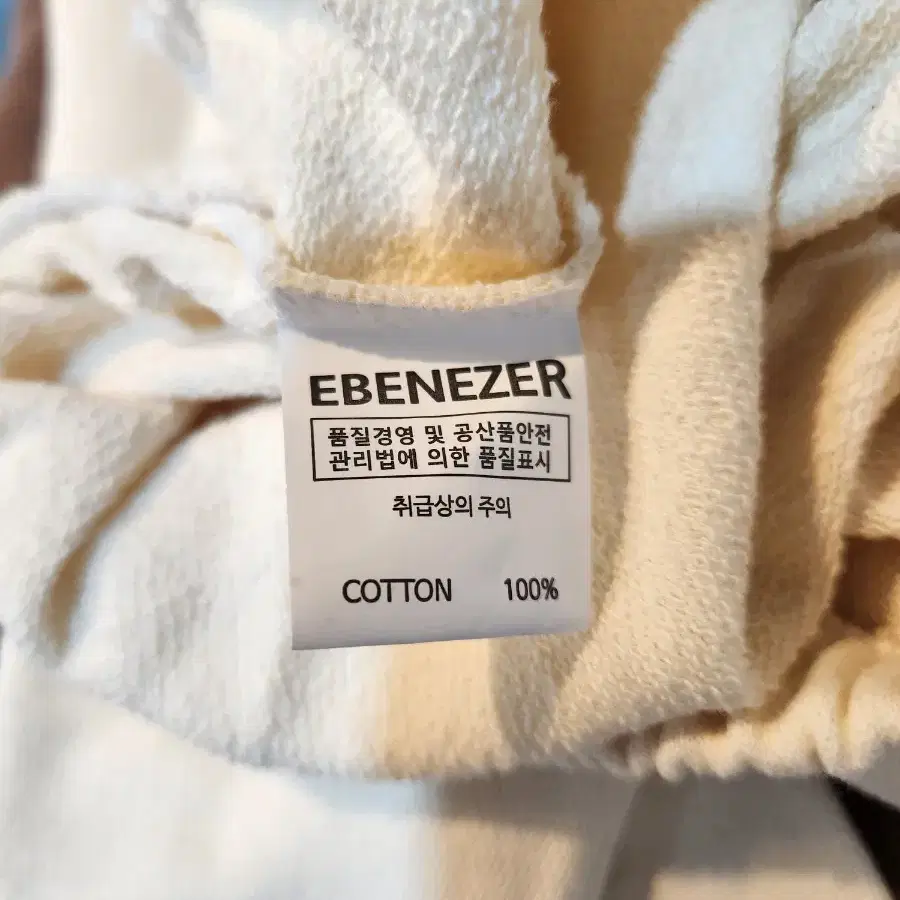 EBENEZER
품질경영 및 공산품안전
관리법에 의한 품질표시
취급상의 주의
COTTON 100%